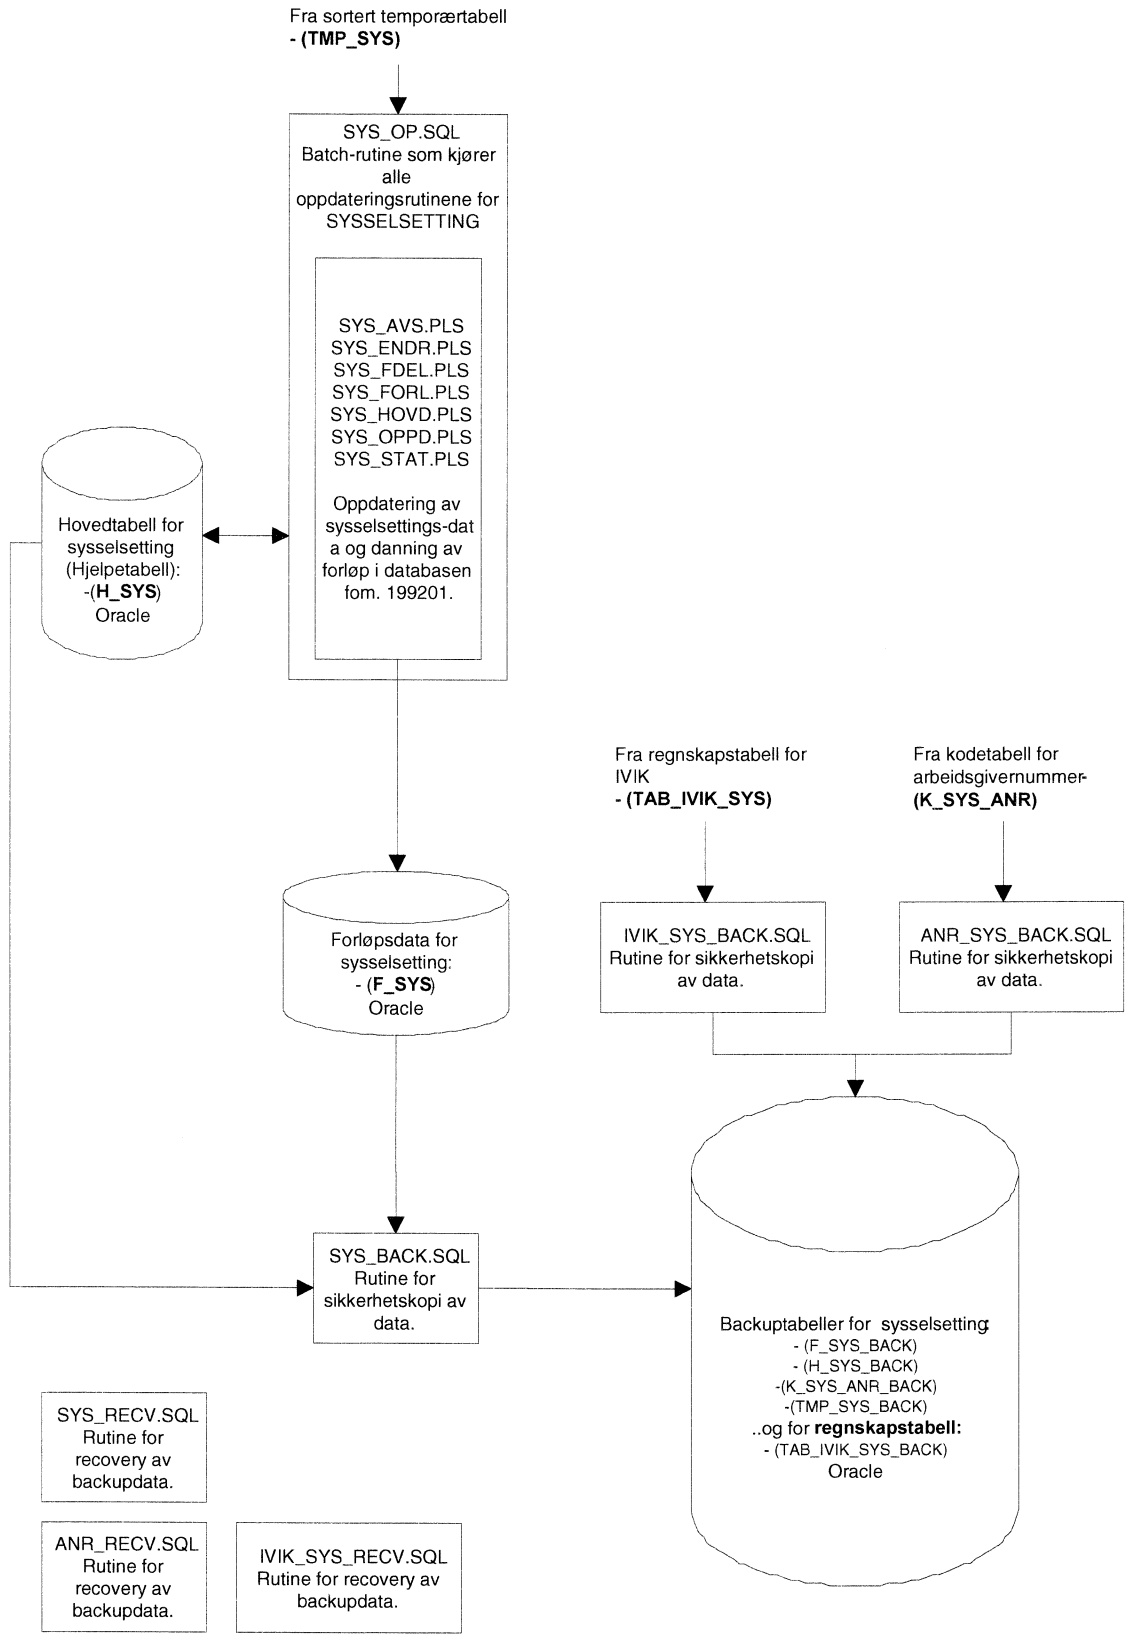 Fra sortert temporærtabell
- (TMP_SYS)
SYS_OP.SQL
Batch-rutine som kjører
alle
oppdateringsrutinene for
SYSSELSETTING
SYS_AVS.PLS
SYS_ENDR.PLS
SYS_FDEL.PLS
SYS_FORL.PLS
SYS_HOVD.PLS
SYS_OPPD.PLS
SYS_STAT.PLS
Oppdatering av
sysselsettings-dat
a og danning av
forløp i databasen
fom. 199201.
Hovedtabell for
sysselsetting
(Hjelpetabell):
-(H_SYS)
Oracle
Fra regnskapstabell for
IVIK
- (TAB_IVIK_SYS)
Fra kodetabell for
arbeidsgivernummer-
(K_SYS_ANR)
Forløpsdata for
sysselsetting:
- (F_SYS)
Oracle
IVIK_SYS_BACK.SQL
Rutine for sikkerhetskopi
av data.
ANR_SYS_BACK.SQL
Rutine for sikkerhetskopi
av data.
SYS_BACK.SQL
Rutine for
sikkerhetskopi av
data.
Backuptabeller for sysselsetting:
- (F_SYS_BACK)
- (H_SYS_BACK)
-(K_SYS_ANR_BACK)
-(TMP_SYS_BACK)
..og for regnskapstabell:
- (TAB_IVIK_SYS_BACK)
Oracle
SYS_RECV.SQL
Rutine for
recovery av
backupdata.
ANR_RECV.SQL
Rutine for
recovery av
backupdata.
IVIK_SYS_RECV.SQL
Rutine for recovery av
backupdata.